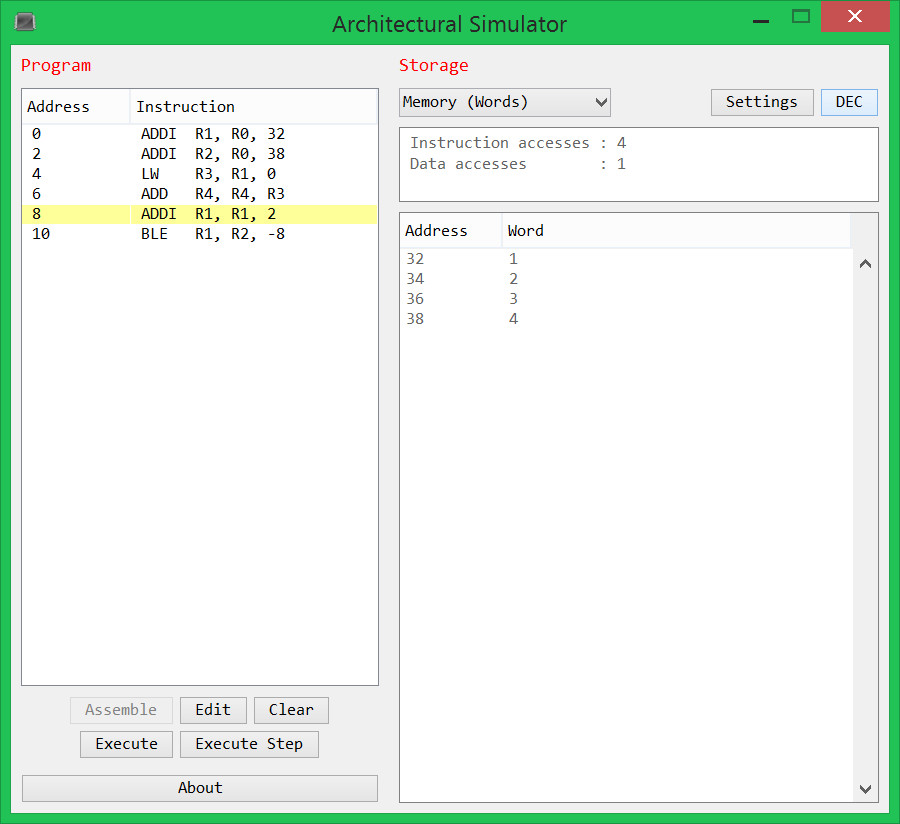 Architectural Simulator
Program
Address Instruction
0 ADDI R1, R0, 32
2 ADDI R2, R0, 38
4 LW R3, R1, 0
6 ADD R4, R4, R3
8 ADDI R1, R1, 2
10 BLE R1, R2, -8
Assemble Edit Clear
Execute Execute Step
About
Storage
Memory (Words) Settings DEC
Instruction accesses : 4
Data accesses : 1
Address Word
32 1
34 2
36 3
38 4